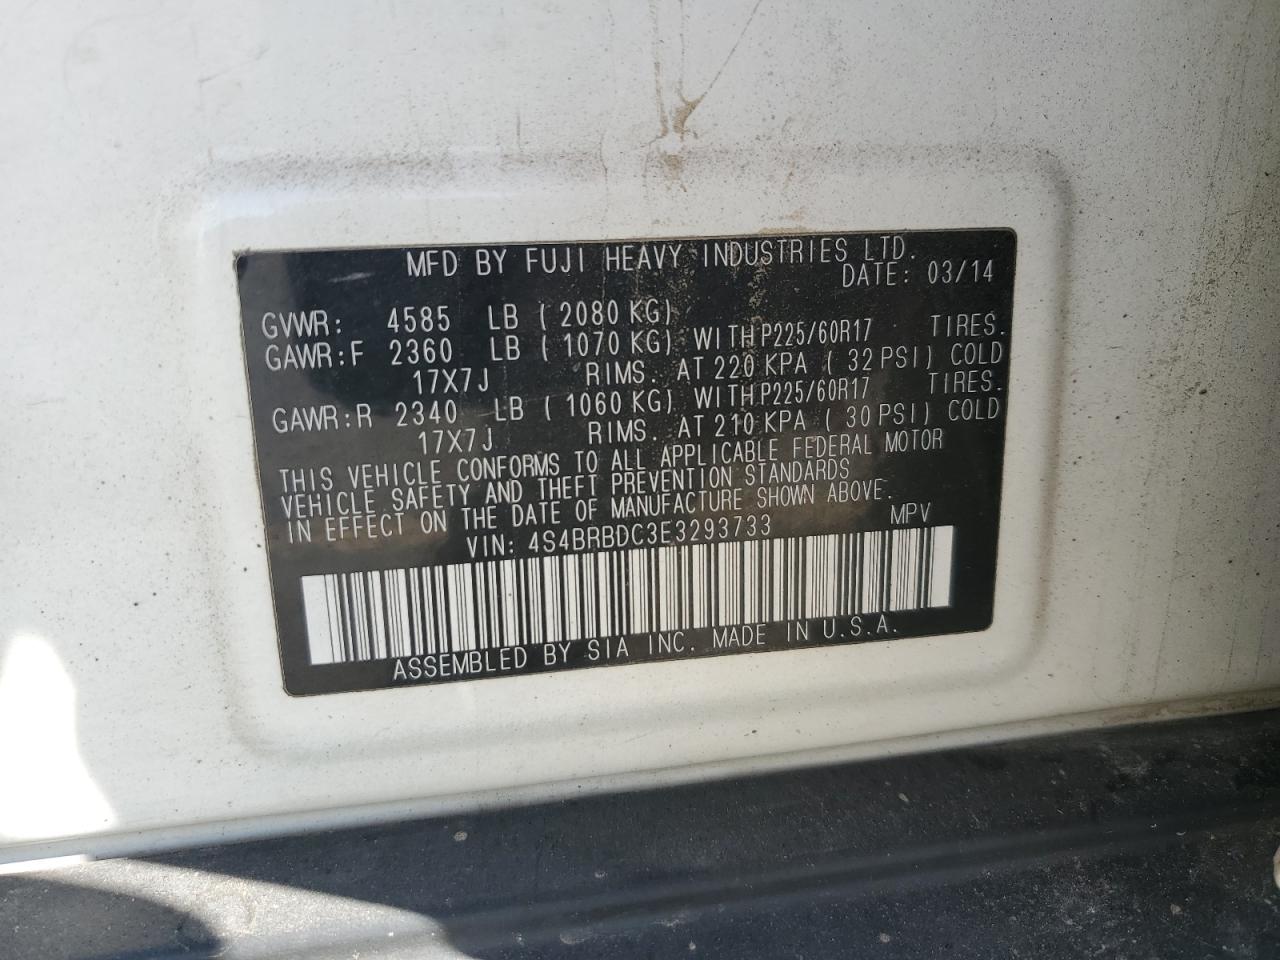 MFD BY FUJI HEAVY INDUSTRIES LTD.
DATE: 03/14
GVWR: 4585 LB ( 2080 KG)
GAWR:F 2360 LB ( 1070 KG) WITH P225/60R17 TIRES.
17X7J RIMS. AT 220 KPA ( 32 PSI) COLD
GAWR:R 2340 LB ( 1060 KG) WITH P225/60R17 TIRES.
17X7J RIMS. AT 210 KPA ( 30 PSI) COLD
THIS VEHICLE CONFORMS TO ALL APPLICABLE FEDERAL MOTOR
VEHICLE SAFETY AND THEFT PREVENTION STANDARDS
IN EFFECT ON THE DATE OF MANUFACTURE SHOWN ABOVE.
VIN: 4S4BRBDC3E3293733 MPV
ASSEMBLED BY SIA INC. MADE IN U.S.A.